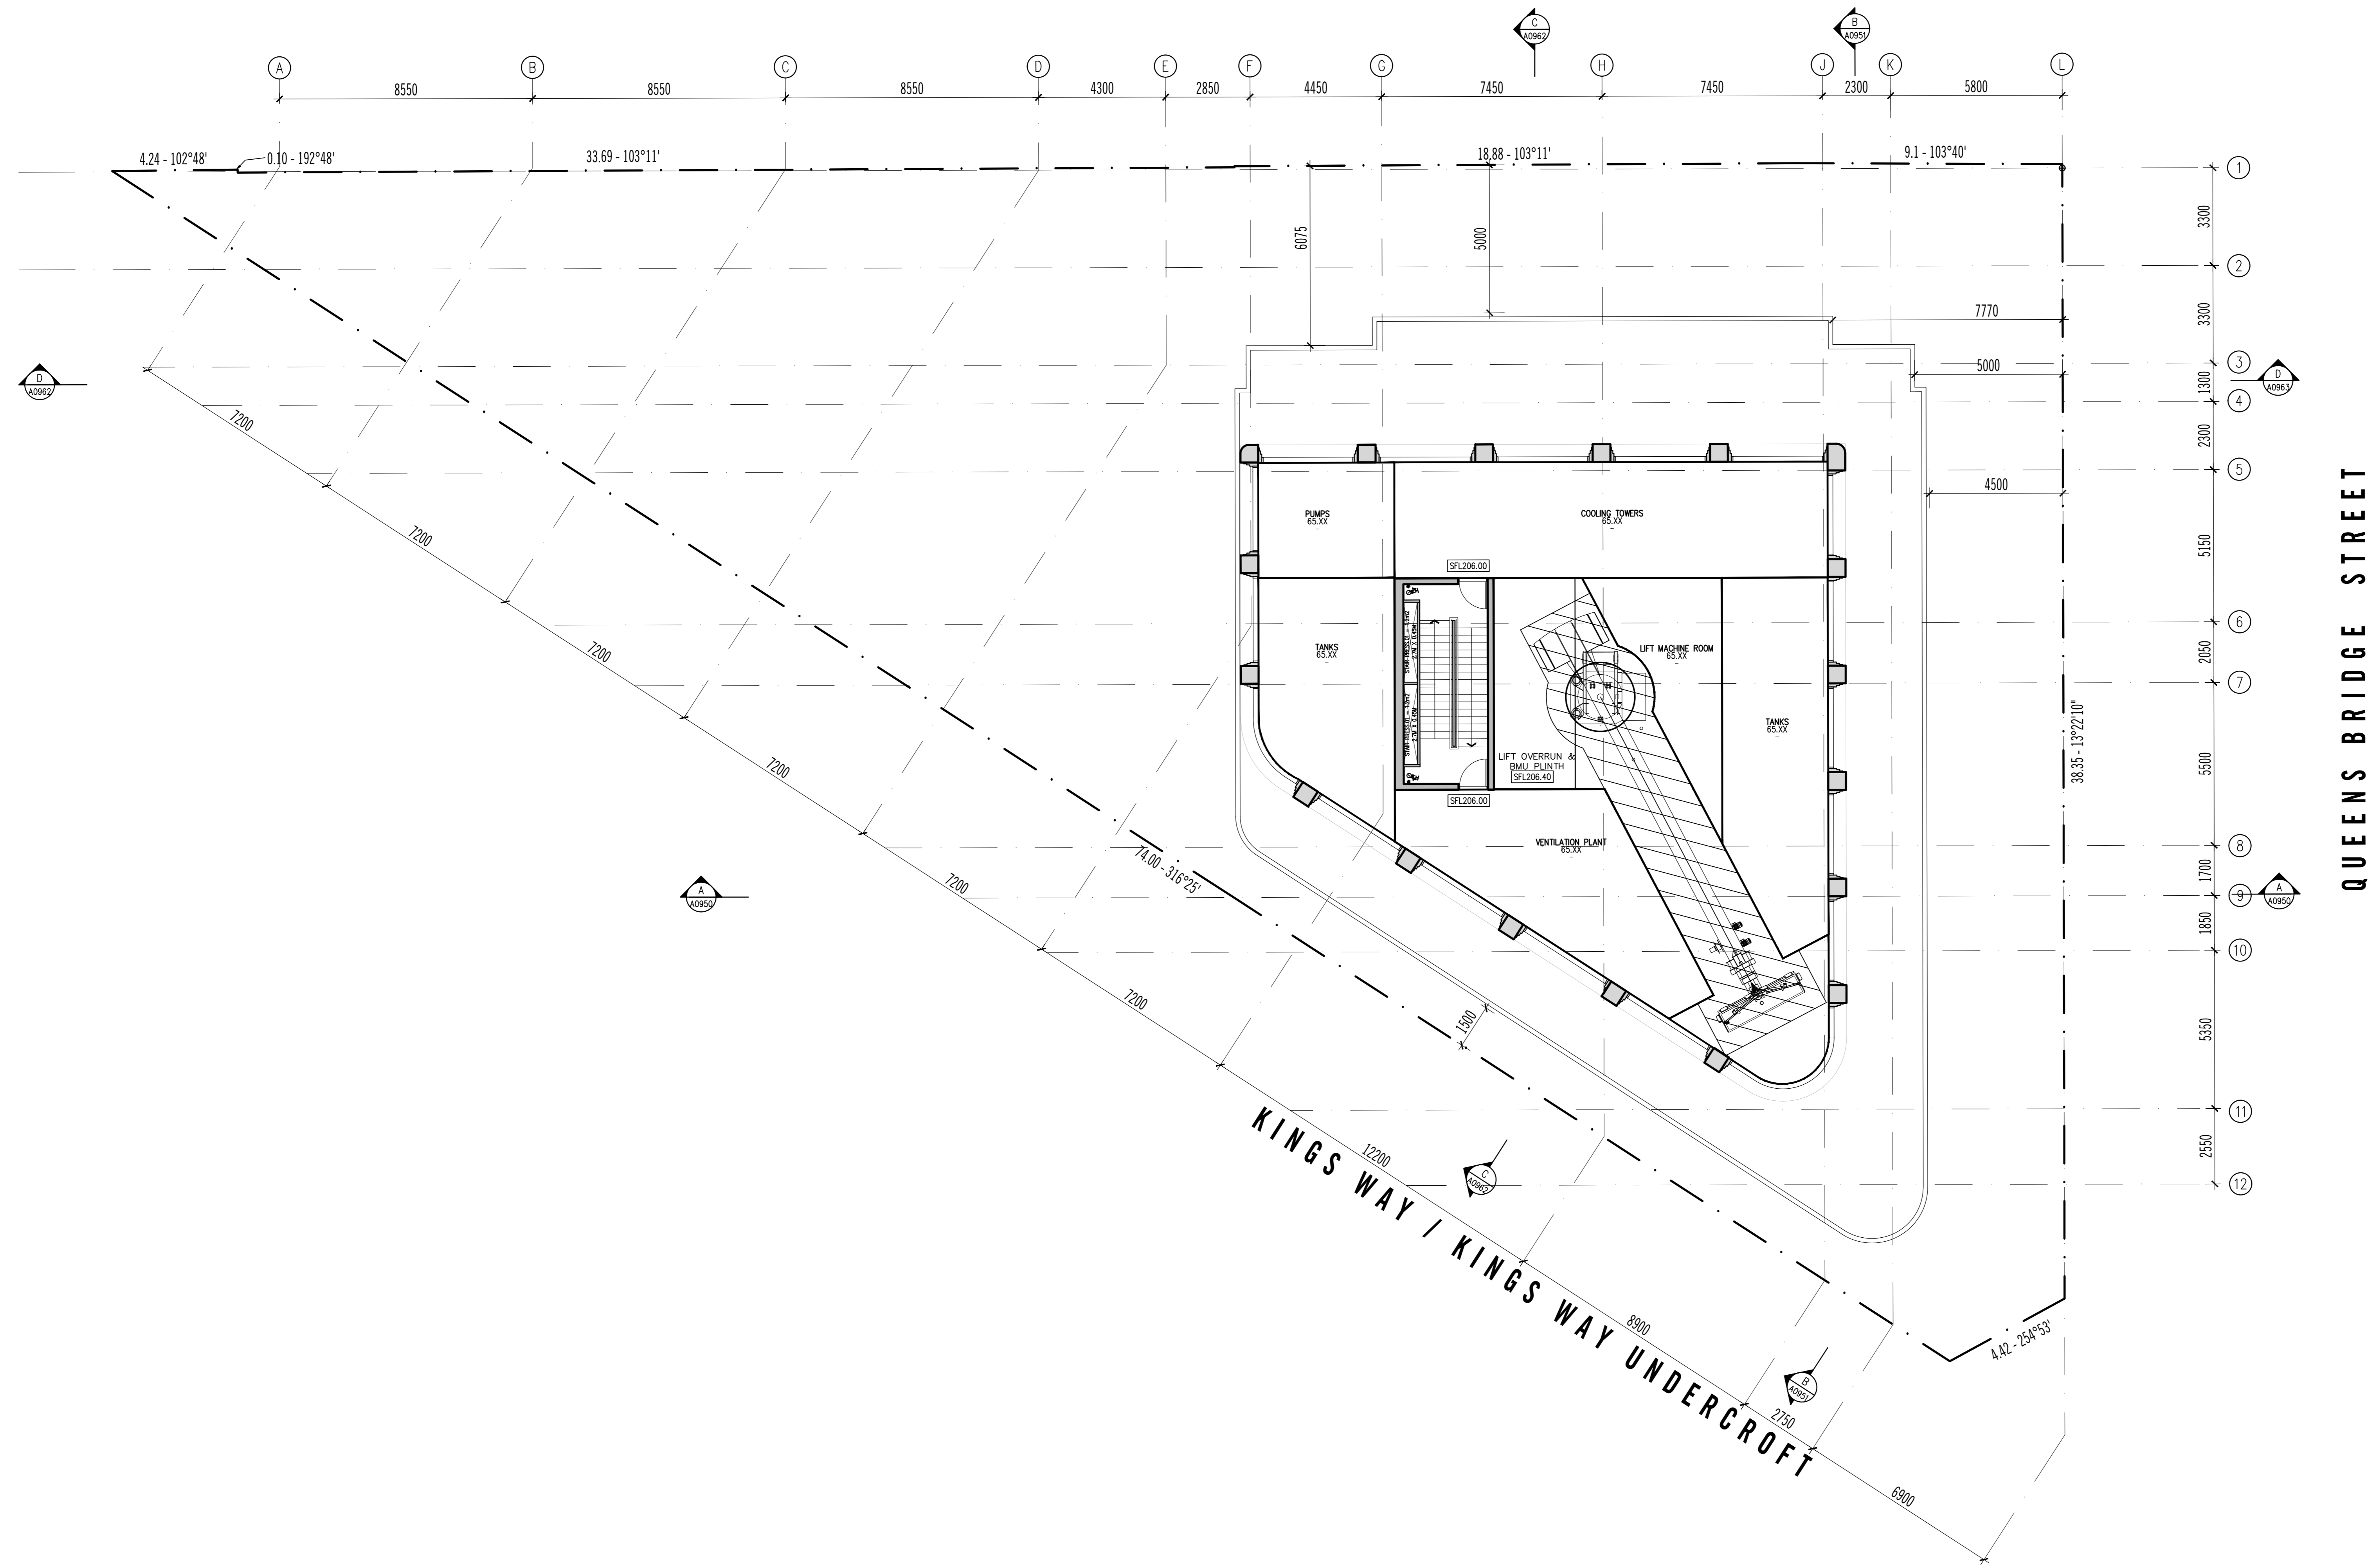 C
A0962
B
A0951
A
B
C
D
E
F
G
H
J
K
L
8550
8550
8550
4300
2850
4450
7450
7450
2300
5800
4.24 - 102°48'
0.10 - 192°48'
33.69 - 103°11'
18.88 - 103°11'
9.1 - 103°40'
1
2
3
4
5
6
7
8
9
10
11
12
3300
3300
1300
2300
5150
2050
5500
1700
1850
5350
2550
6075
5000
7770
5000
4500
D
A0962
D
A0963
A
A0950
A
A0950
PUMPS
65.XX
COOLING TOWERS
65.XX
SFL206.00
TANKS
65.XX
LIFT MACHINE ROOM
65.XX
TANKS
65.XX
LIFT OVERRUN &
BMU PLINTH
SFL206.40
SFL206.00
VENTILATION PLANT
65.XX
38.35 - 13°22'10"
QUEENS BRIDGE STREET
7200
7200
7200
7200
7200
7200
12200
8900
2750
6900
74.00 - 316°25'
1500
C
A0962
B
A0951
4.42 - 254°53'
KINGS WAY / KINGS WAY UNDERCROFT